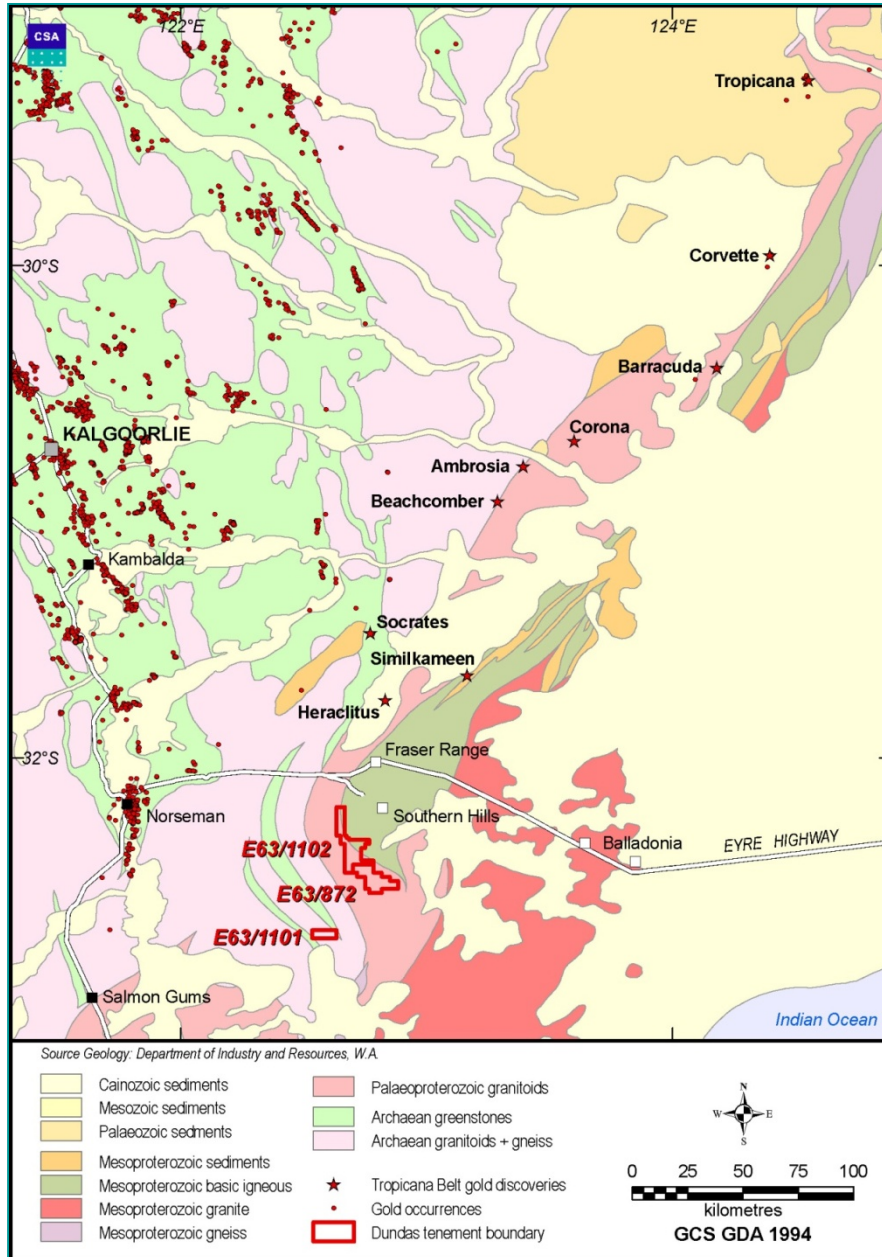 CSA
122°E
124°E
Tropicana
Corvette
30°S
Barracuda
Corona
KALGOORLIE
Ambrosia
Beachcomber
Kambalda
Socrates
Similkameen
Heraclitus
32°S
Fraser Range
Norseman
Southern Hills
Balladonia
EYRE HIGHWAY
E63/1102
E63/872
E63/1101
Salmon Gums
Indian Ocean
Source Geology: Department of Industry and Resources, W.A.
Cainozoic sediments
Mesozoic sediments
Palaeozoic sediments
Mesoproterozoic sediments
Mesoproterozoic basic igneous
Mesoproterozoic granite
Mesoproterozoic gneiss
Palaeoproterozoic granitoids
Archaean greenstones
Archaean granitoids + gneiss
Tropicana Belt gold discoveries
Gold occurrences
Dundas tenement boundary
N
W E
S
0 25 50 75 100
kilometres
GCS GDA 1994